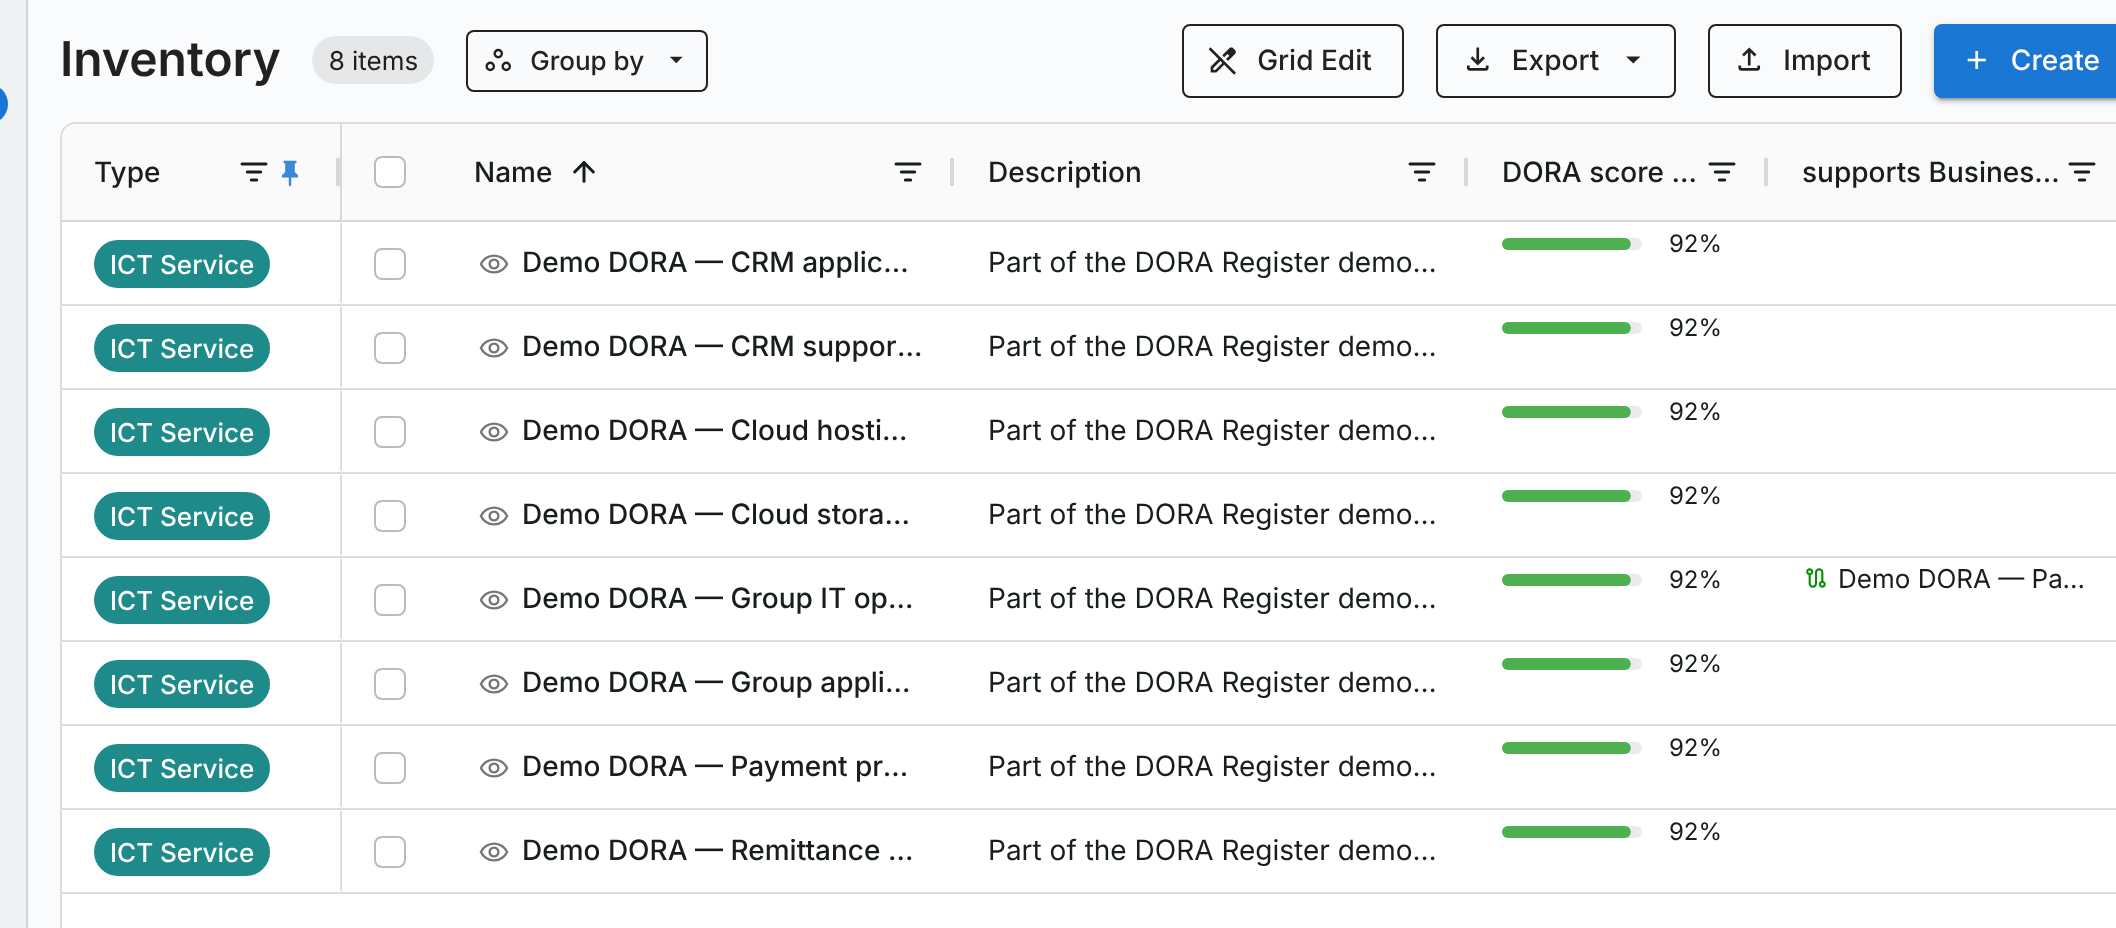 Inventory 8 items Group by Grid Edit Export Import + Create
Type Name Description DORA score ... supports Busines...
ICT Service Demo DORA — CRM applic... Part of the DORA Register demo... 92%
ICT Service Demo DORA — CRM suppor... Part of the DORA Register demo... 92%
ICT Service Demo DORA — Cloud hosti... Part of the DORA Register demo... 92%
ICT Service Demo DORA — Cloud stora... Part of the DORA Register demo... 92%
ICT Service Demo DORA — Group IT op... Part of the DORA Register demo... 92% Demo DORA — Pa...
ICT Service Demo DORA — Group appli... Part of the DORA Register demo... 92%
ICT Service Demo DORA — Payment pr... Part of the DORA Register demo... 92%
ICT Service Demo DORA — Remittance ... Part of the DORA Register demo... 92%